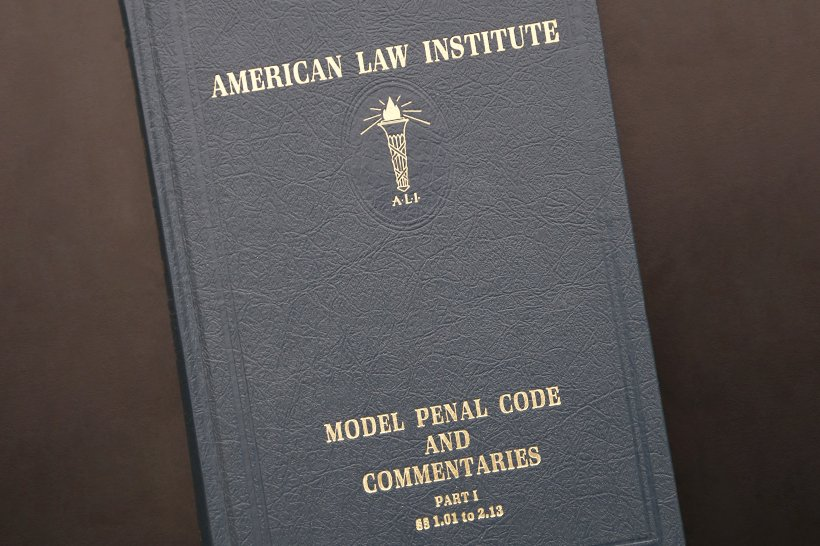 AMERICAN LAW INSTITUTE
A·L·I·
MODEL PENAL CODE
AND
COMMENTARIES
PART I
§§ 1.01 to 2.13